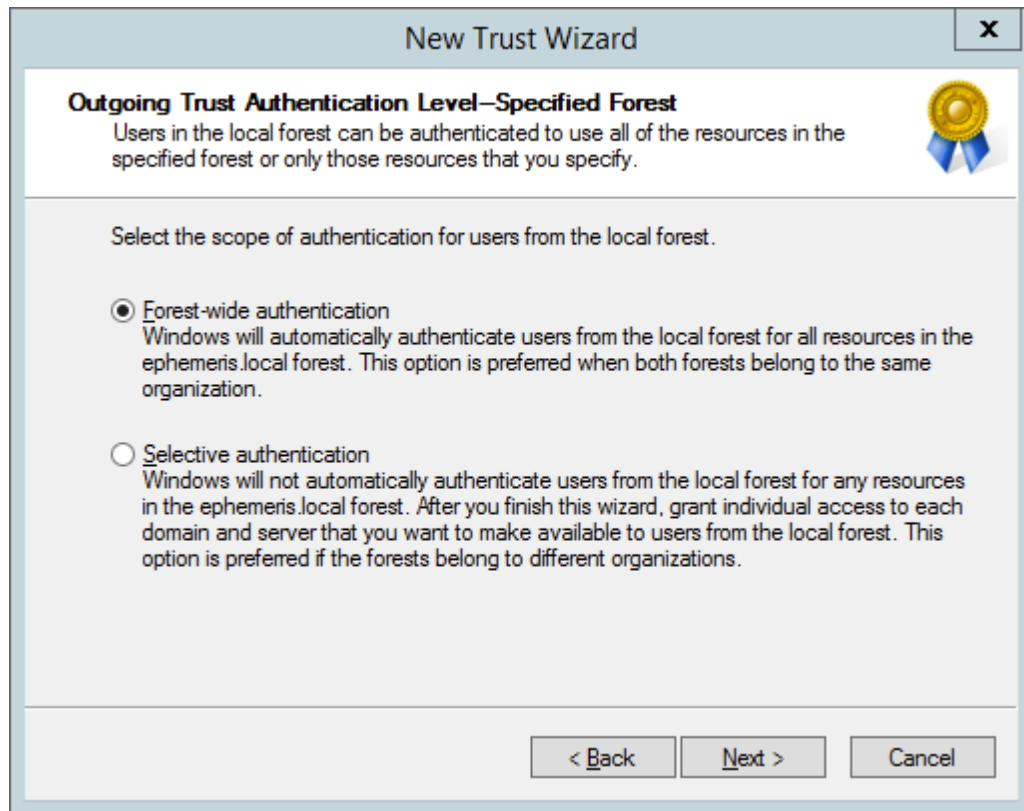 New Trust Wizard
x
Outgoing Trust Authentication Level–Specified Forest
Users in the local forest can be authenticated to use all of the resources in the
specified forest or only those resources that you specify.
Select the scope of authentication for users from the local forest.
Forest-wide authentication
Windows will automatically authenticate users from the local forest for all resources in the
ephemeris.local forest. This option is preferred when both forests belong to the same
organization.
Selective authentication
Windows will not automatically authenticate users from the local forest for any resources
in the ephemeris.local forest. After you finish this wizard, grant individual access to each
domain and server that you want to make available to users from the local forest. This
option is preferred if the forests belong to different organizations.
< Back
Next >
Cancel